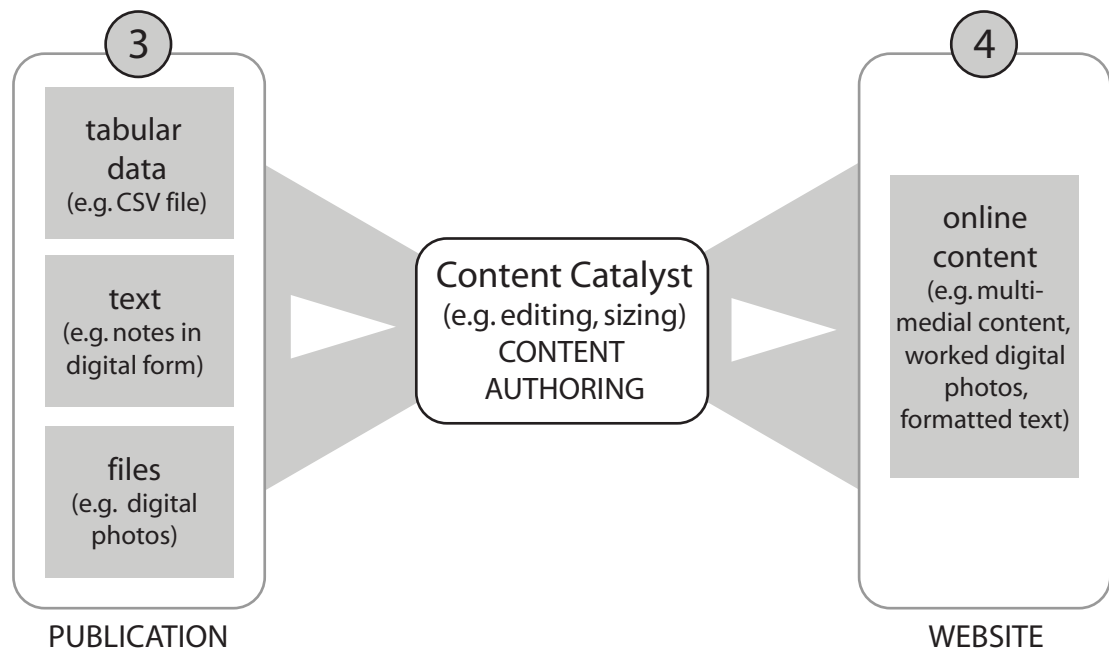 3
tabular
data
(e.g. CSV file)
text
(e.g. notes in
digital form)
files
(e.g. digital
photos)
PUBLICATION
Content Catalyst
(e.g. editing, sizing)
CONTENT
AUTHORING
4
online
content
(e.g. multi-
medial content,
worked digital
photos,
formatted text)
WEBSITE